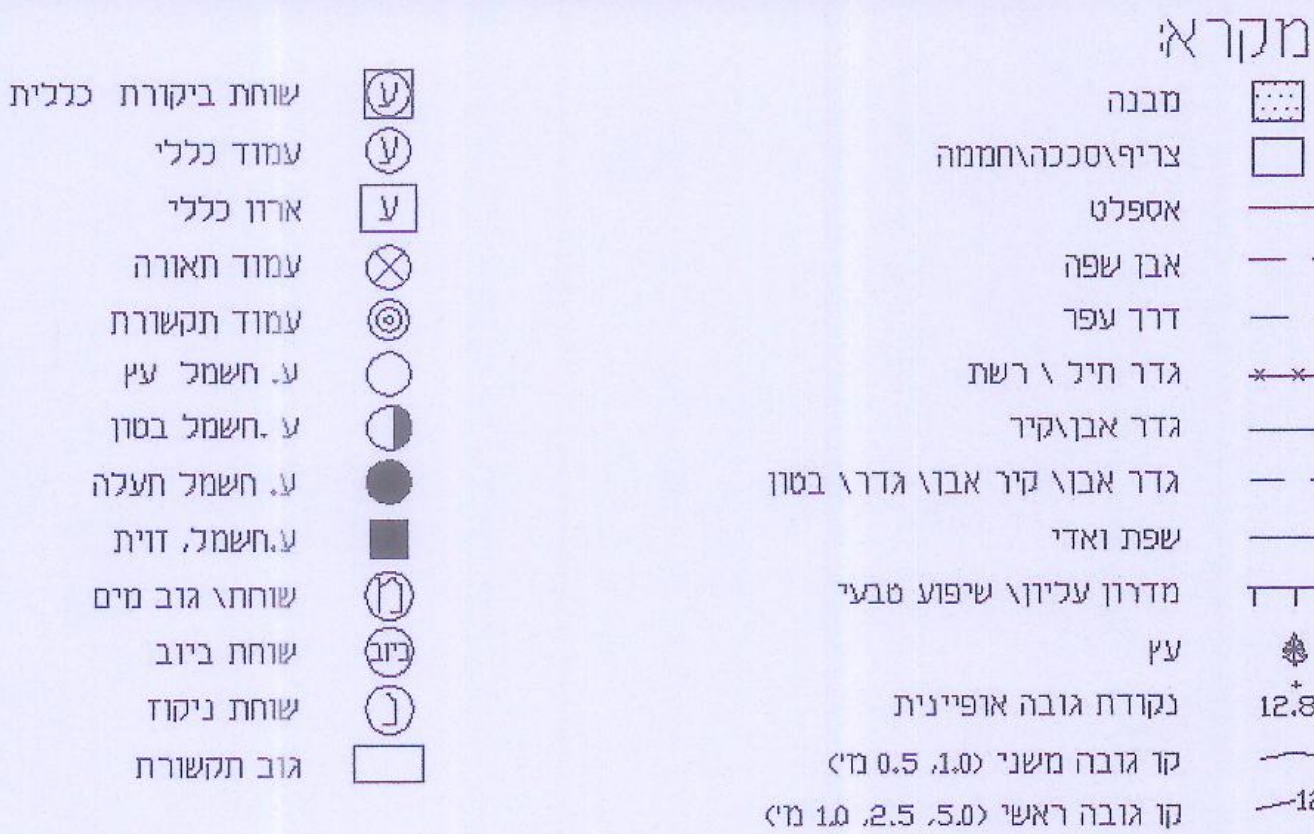 מקרא:
מבנה
צריף\סככה\חממה
אספלט
אבן שפה
דרך עפר
גדר תיל \ רשת
גדר אבן\קיר
גדר אבן\ קיר אבן\ גדר\ בטון
שפת ואדי
מדרון עליון\ שיפוע טבעי
עץ
נקודת גובה אופיינית
12.8
קו גובה משני (1.0, 0.5 מ')
קו גובה ראשי (5.0, 2.5, 1.0 מ')
12
ע שוחת ביקורת כללית
ע עמוד כללי
ע ארון כללי
עמוד תאורה
עמוד תקשורת
ע. חשמל עץ
ע .חשמל בטון
ע. חשמל תעלה
ע.חשמל, זוית
מ שוחת\ גוב מים
ביוב שוחת ביוב
נ שוחת ניקוז
גוב תקשורת